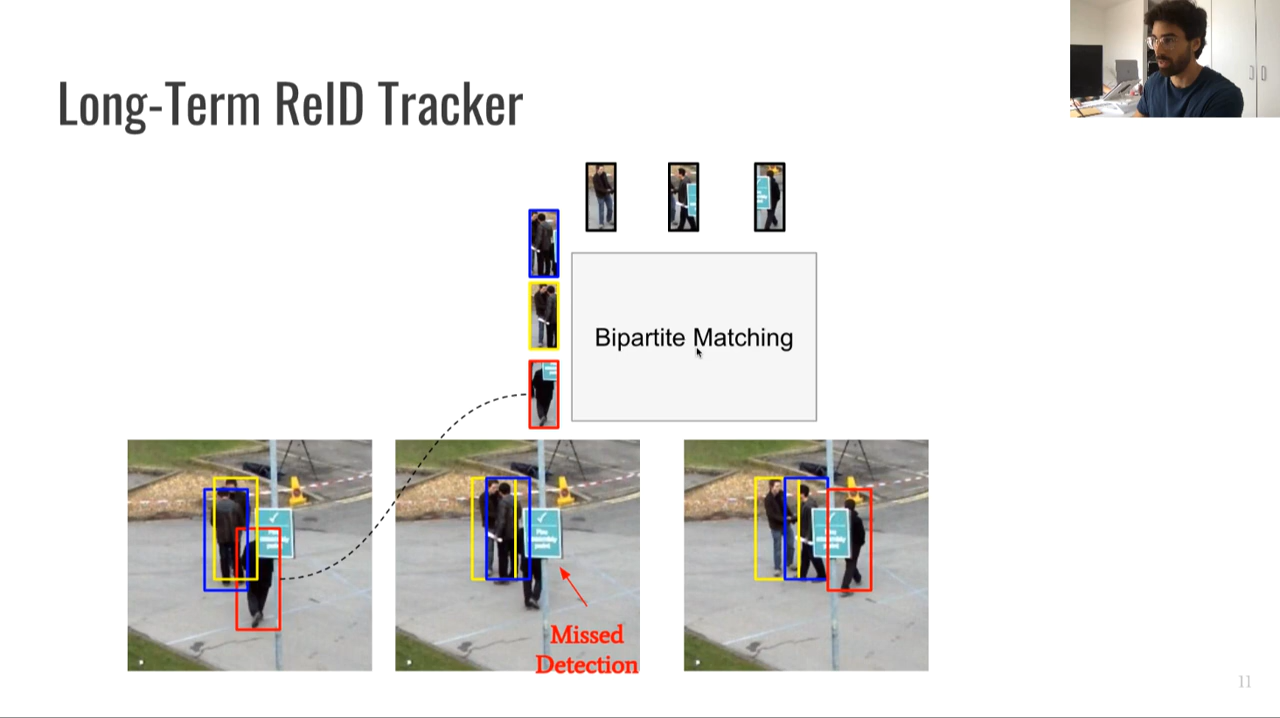 Long-Term ReID Tracker
Bipartite Matching
Missed
Detection
11